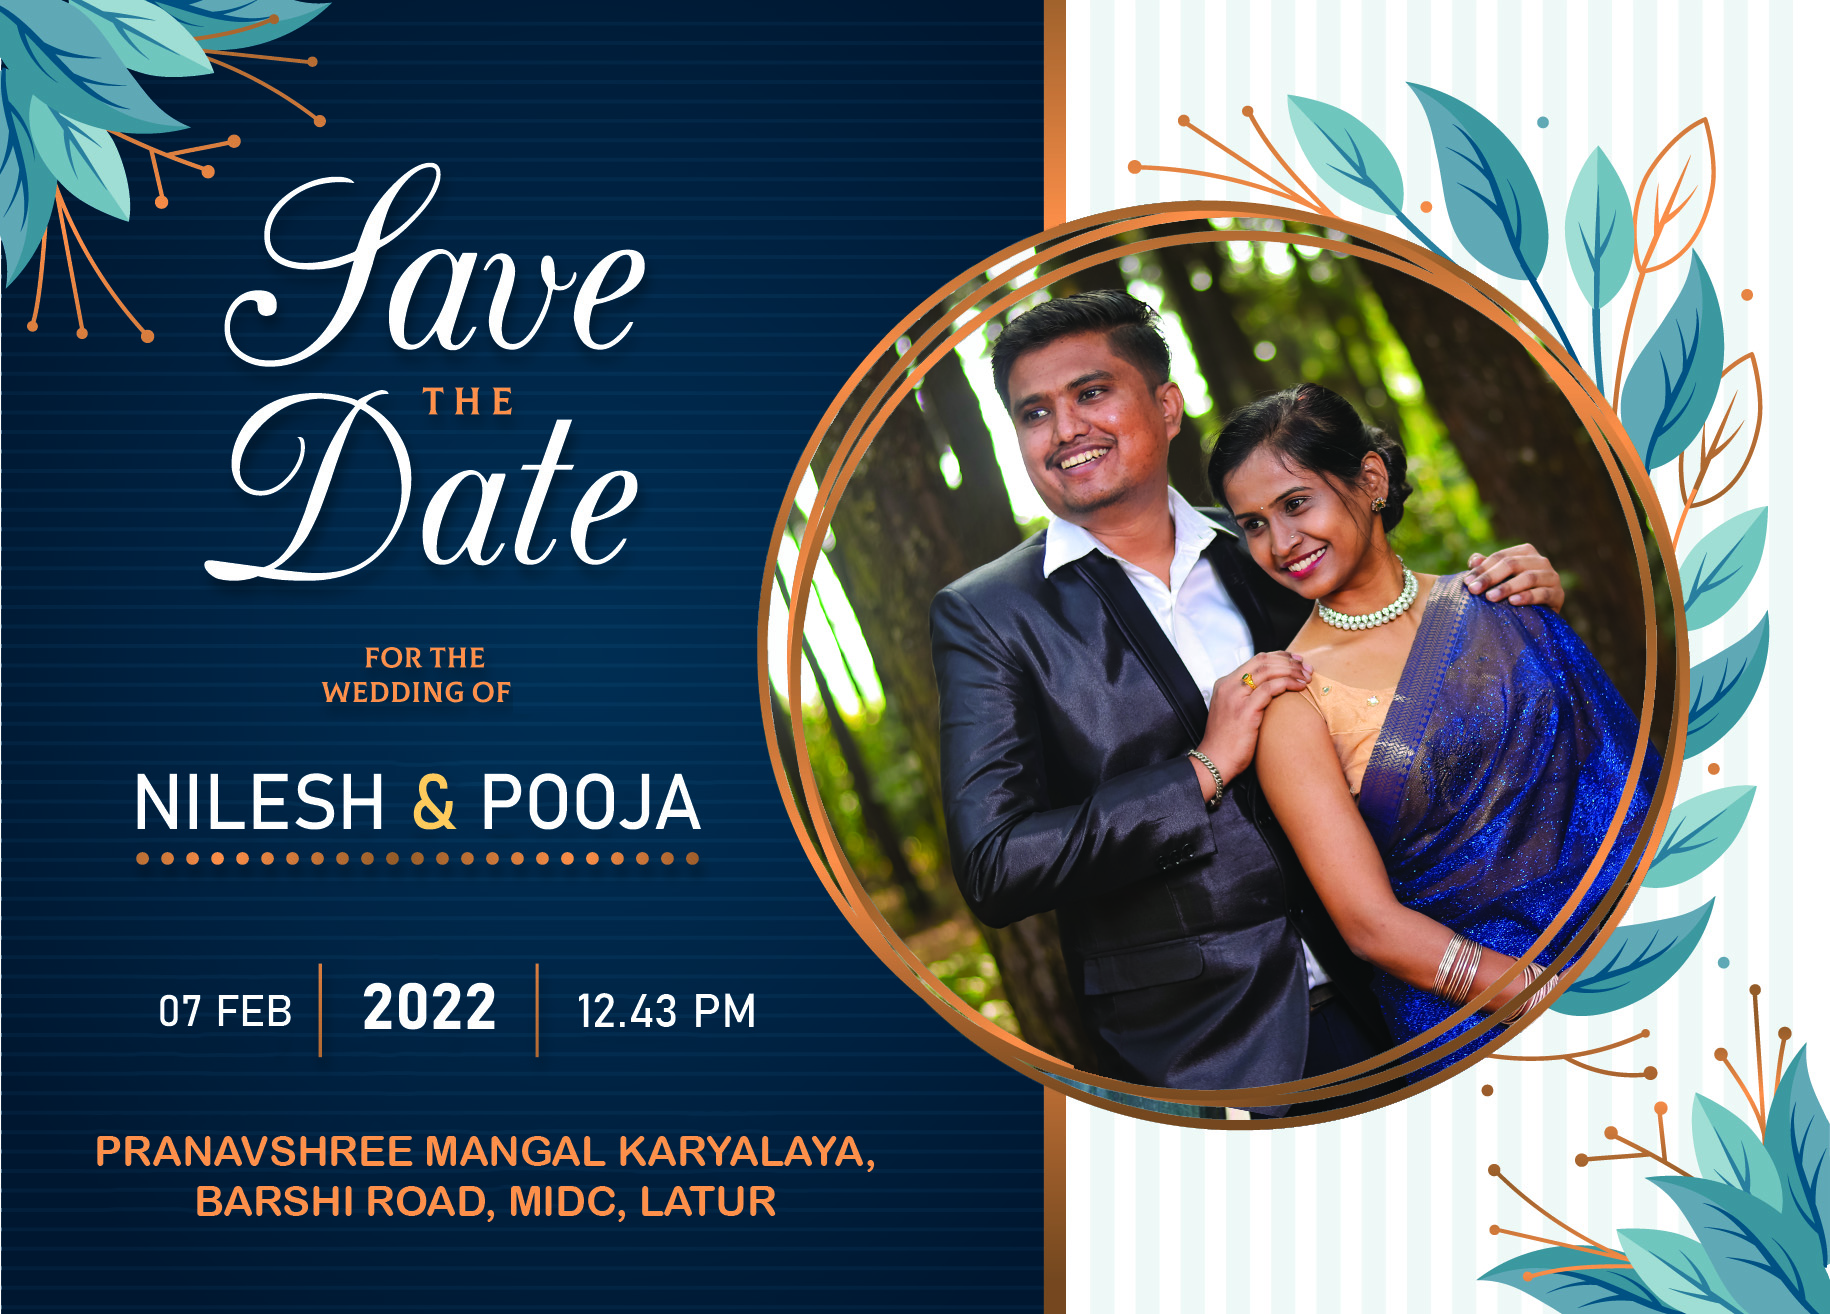 Save
THE
Date
FOR THE
WEDDING OF
NILESH & POOJA
07 FEB 2022 12.43 PM
PRANAVSHREE MANGAL KARYALAYA,
BARSHI ROAD, MIDC, LATUR